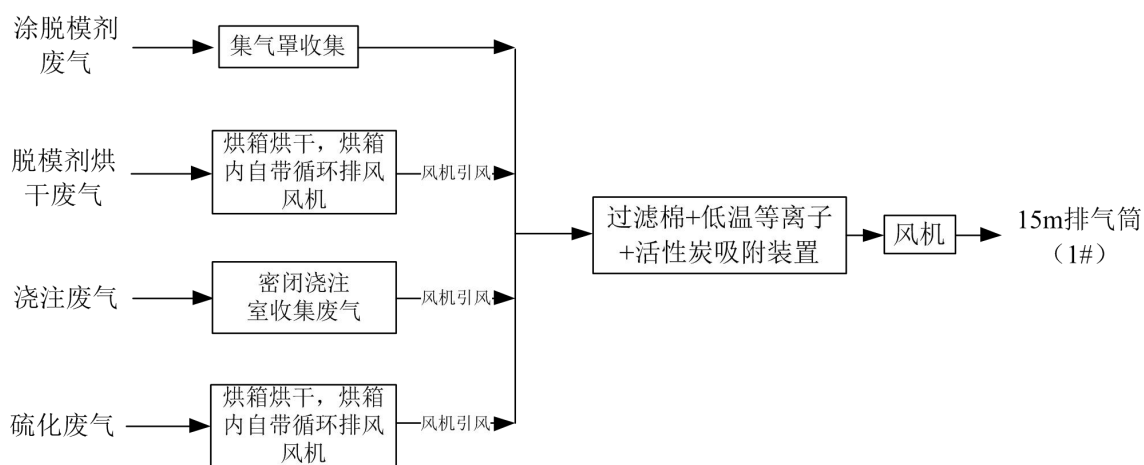 涂脱模剂
废气
集气罩收集
脱模剂烘
干废气
烘箱烘干，烘箱
内自带循环排风
风机
风机引风
浇注废气
密闭浇注
室收集废气
风机引风
硫化废气
烘箱烘干，烘箱
内自带循环排风
风机
风机引风
过滤棉+低温等离子
+活性炭吸附装置
风机
15m排气筒
（1#）